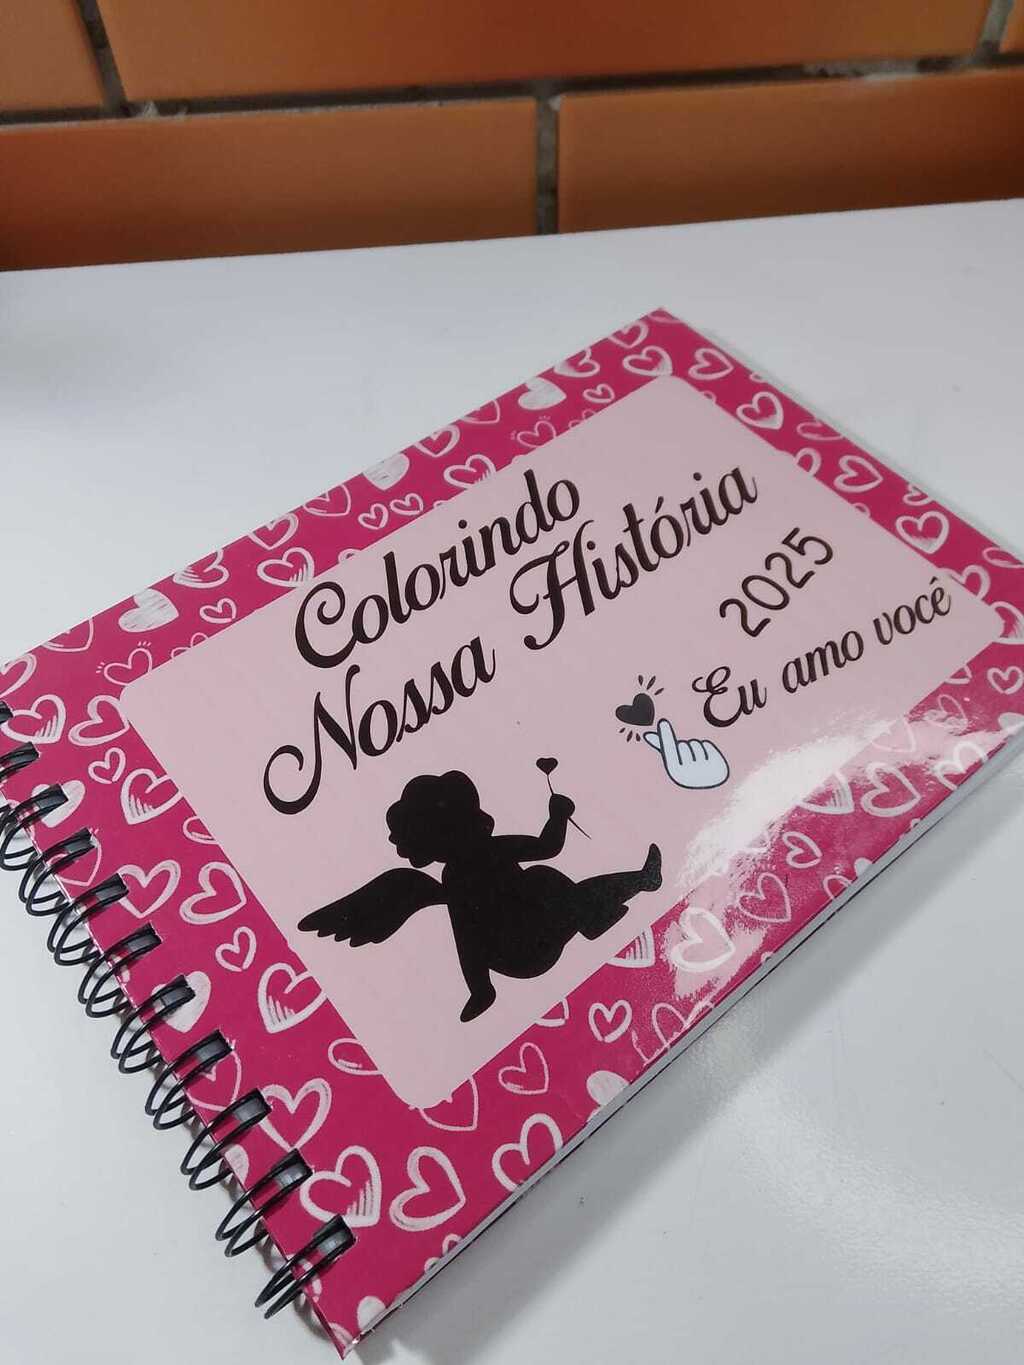 Colorindo
Nossa História
2025
Eu amo você